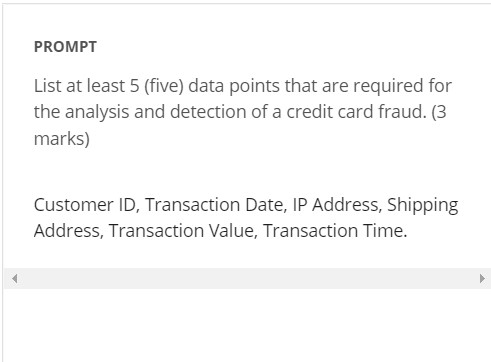 PROMPT
List at least 5 (five) data points that are required for
the analysis and detection of a credit card fraud. (3
marks)
Customer ID, Transaction Date, IP Address, Shipping
Address, Transaction Value, Transaction Time.